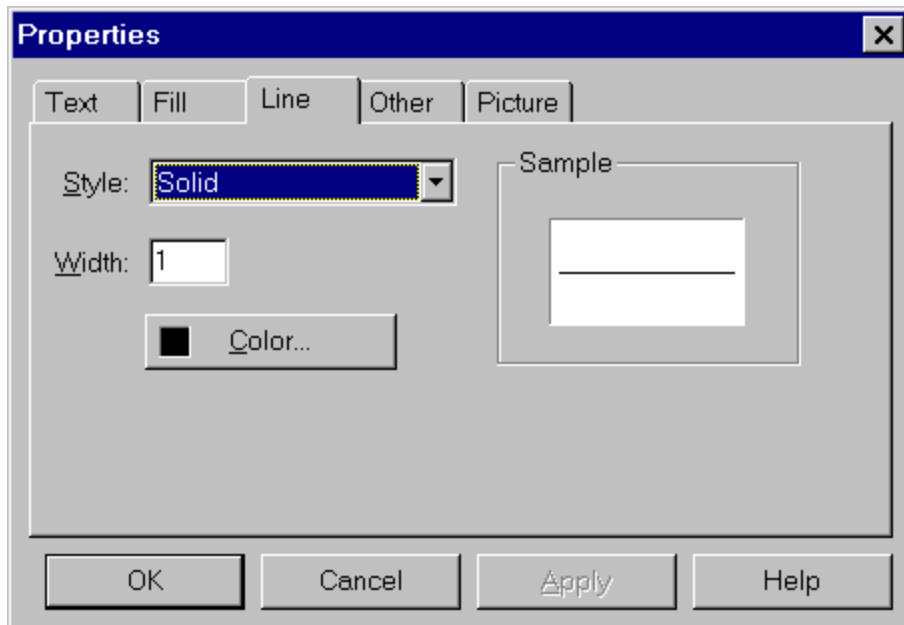 Properties
Text Fill Line Other Picture
Style: Solid
Sample
Width: 1
Color...
OK Cancel Apply Help